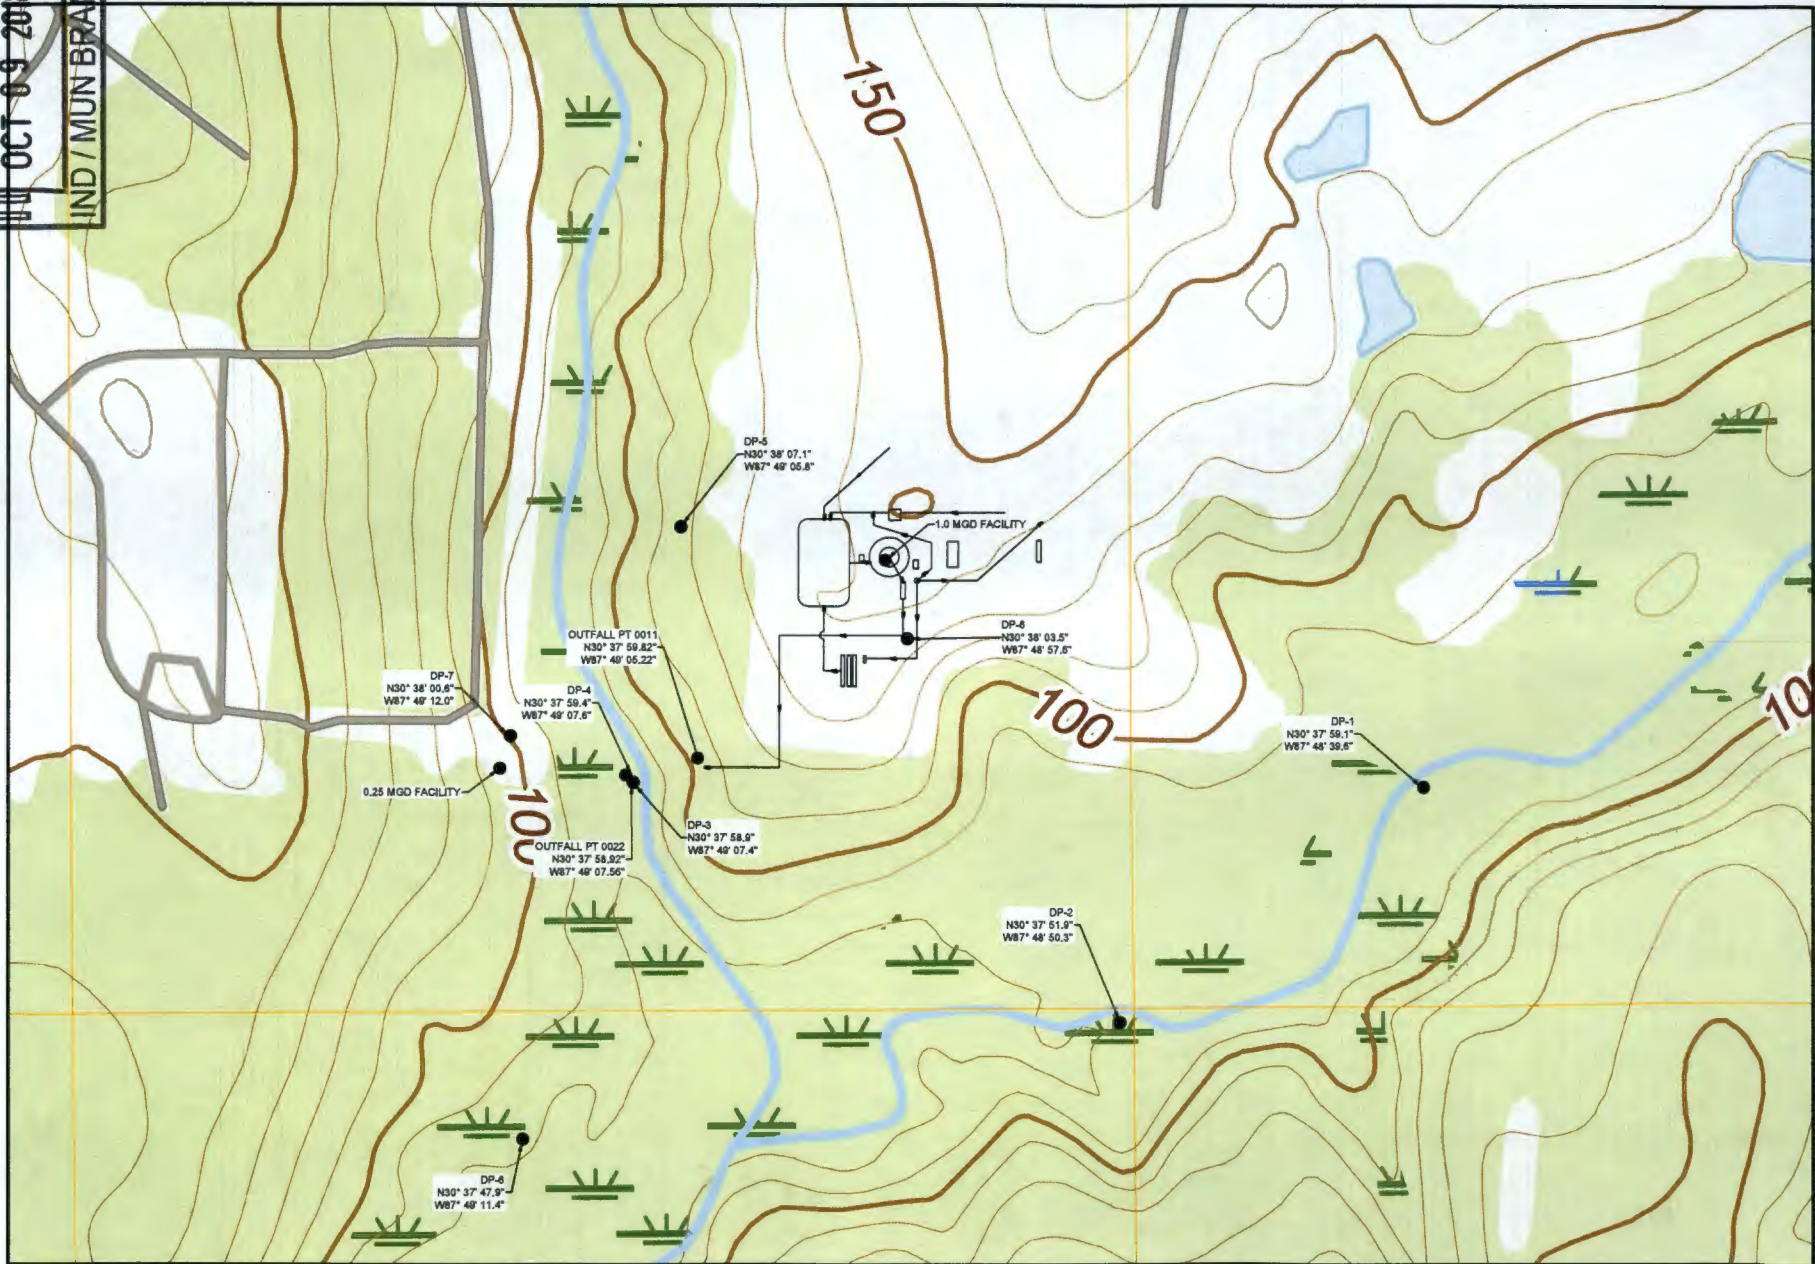 OCT 09 20
IND / MUN BRA
150
DP-5
N30° 38' 07.1"
W87° 49' 05.8"
1.0 MGD FACILITY
OUTFALL PT 0011
N30° 37' 59.82"
W87° 49' 05.22"
DP-6
N30° 38' 03.5"
W87° 48' 57.6"
DP-7
N30° 38' 00.6"
W87° 49' 12.0"
DP-4
N30° 37' 59.4"
W87° 49' 07.6"
100
100
DP-1
N30° 37' 59.1"
W87° 48' 39.6"
0.25 MGD FACILITY
100
DP-3
N30° 37' 58.9"
W87° 49' 07.4"
OUTFALL PT 0022
N30° 37' 58.92"
W87° 49' 07.56"
DP-2
N30° 37' 51.9"
W87° 48' 50.3"
DP-6
N30° 37' 47.9"
W87° 49' 11.4"